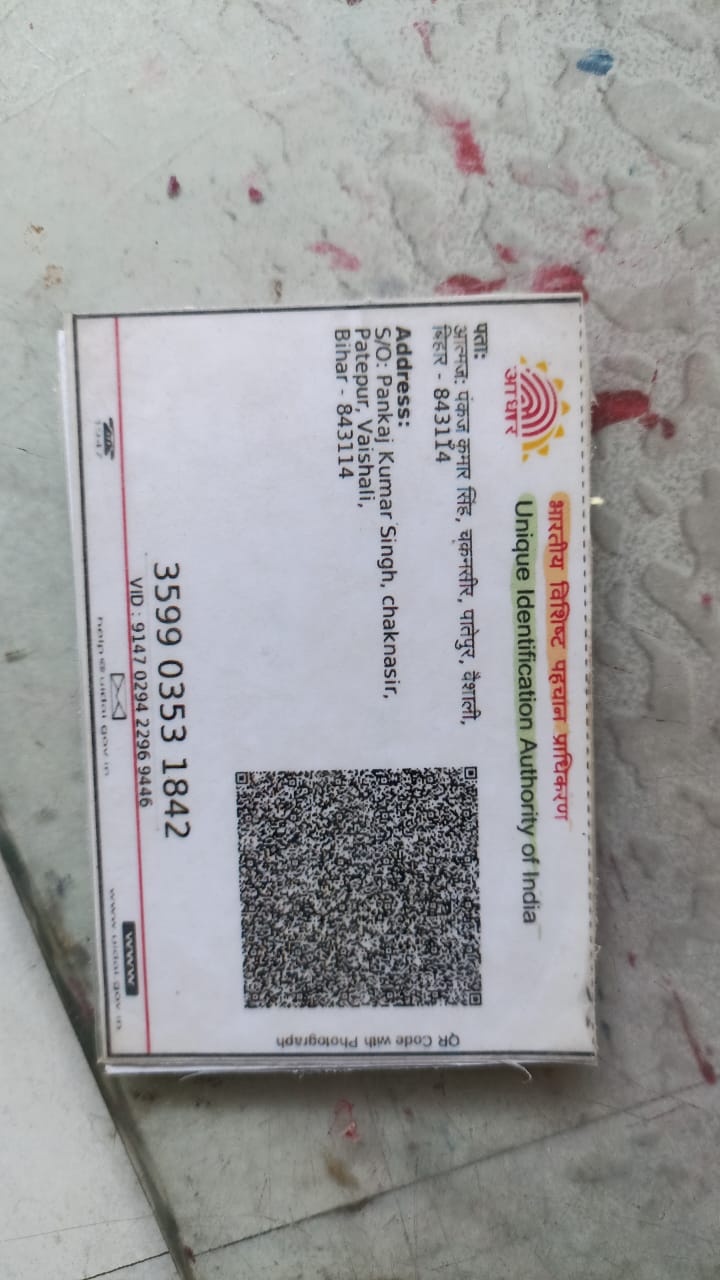 भारतीय विशिष्ट पहचान प्राधिकरण
Unique Identification Authority of India
आधार
पता:
आत्मज: पंकज कुमार सिंह, चकनसीर, पातेपुर, वैशाली,
बिहार - 843114
Address:
S/O: Pankaj Kumar Singh, chaknasir,
Patepur, Vaishali,
Bihar - 843114
QR Code with Photograph
3599 0353 1842
VID : 9147 0294 2296 9446
1947
help@uidai.gov.in
www
www.uidai.gov.in